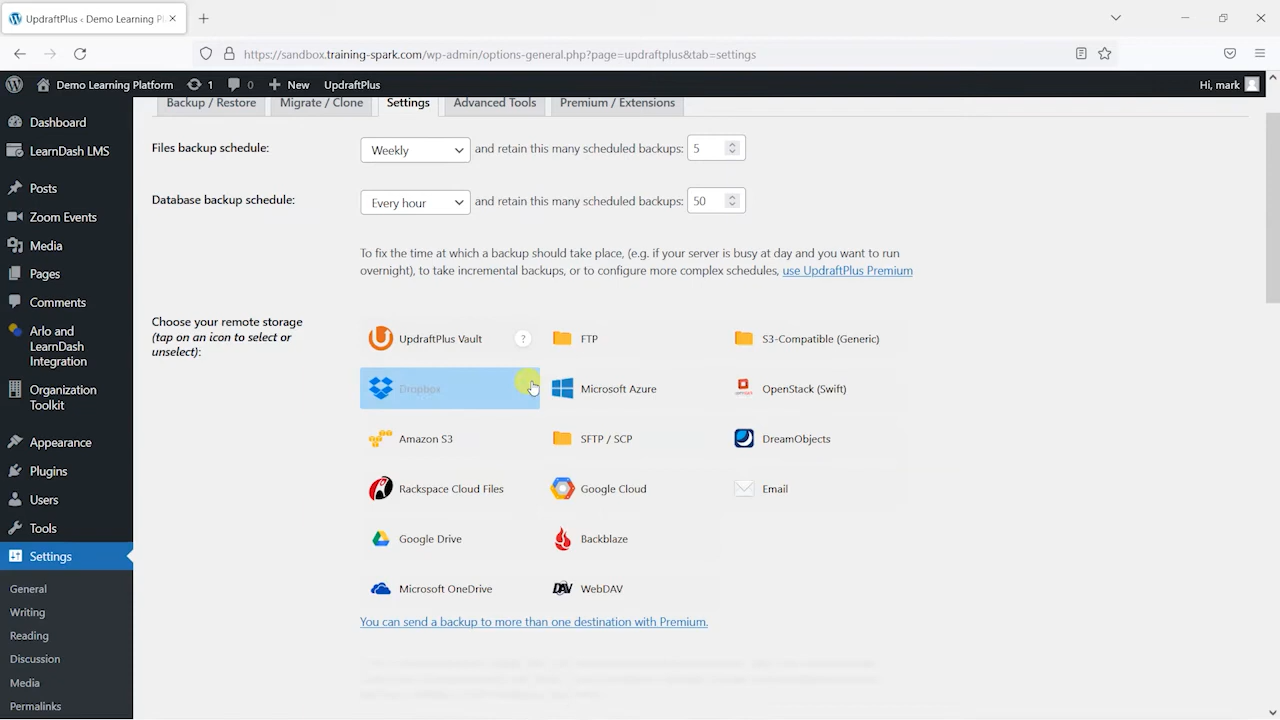 UpdraftPlus ‹ Demo Learning Pl
https://sandbox.training-spark.com/wp-admin/options-general.php?page=updraftplus&tab=settings
Demo Learning Platform 1 0 New UpdraftPlus Hi, mark
Backup / Restore Migrate / Clone Settings Advanced Tools Premium / Extensions
Dashboard
LearnDash LMS
Posts
Zoom Events
Media
Pages
Comments
Arlo and
LearnDash
Integration
Organization
Toolkit
Appearance
Plugins
Users
Tools
Settings
General
Writing
Reading
Discussion
Media
Permalinks
Files backup schedule: Weekly and retain this many scheduled backups: 5
Database backup schedule: Every hour and retain this many scheduled backups: 50
To fix the time at which a backup should take place, (e.g. if your server is busy at day and you want to run
overnight), to take incremental backups, or to configure more complex schedules, use UpdraftPlus Premium
Choose your remote storage
(tap on an icon to select or
unselect):
UpdraftPlus Vault ? FTP S3-Compatible (Generic)
Dropbox Microsoft Azure OpenStack (Swift)
Amazon S3 SFTP / SCP DreamObjects
Rackspace Cloud Files Google Cloud Email
Google Drive Backblaze
Microsoft OneDrive DAV WebDAV
You can send a backup to more than one destination with Premium.